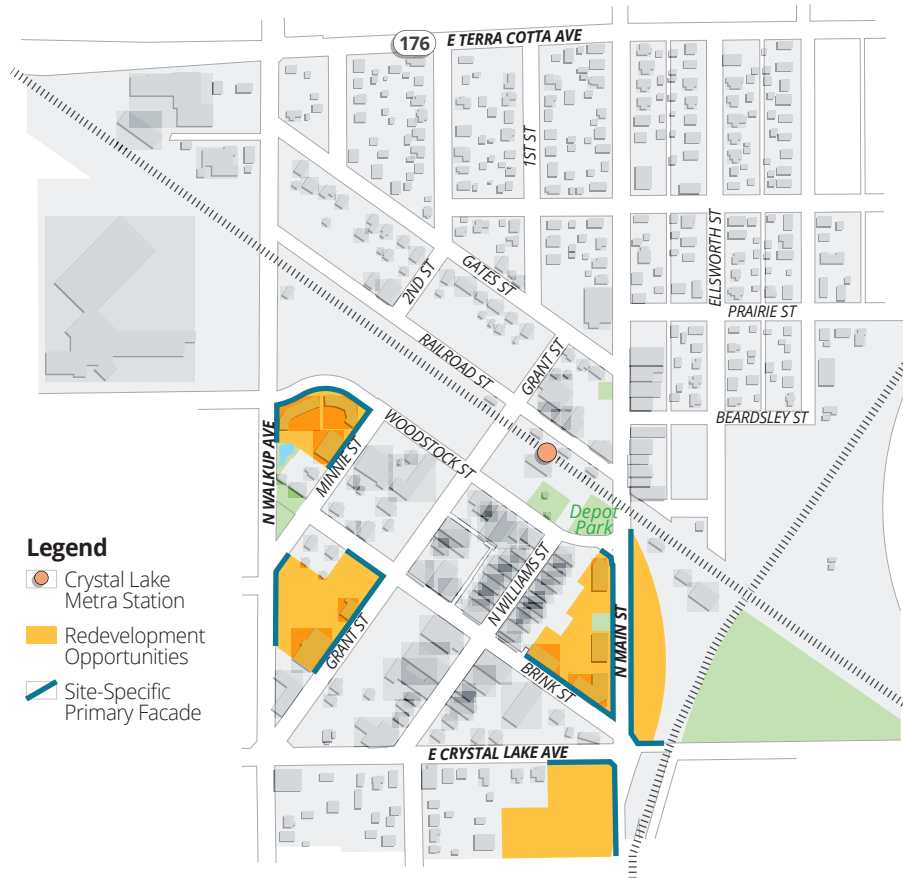 E TERRA COTTA AVE
176
1ST ST
ELLSWORTH ST
2ND ST
GATES ST
PRAIRIE ST
RAILROAD ST
GRANT ST
BEARDSLEY ST
WOODSTOCK ST
N WALKUP AVE
MINNIE ST
Depot
Park
N WILLIAMS ST
N MAIN ST
GRANT ST
BRINK ST
E CRYSTAL LAKE AVE
Legend
Crystal Lake
Metra Station
Redevelopment
Opportunities
Site-Specific
Primary Facade